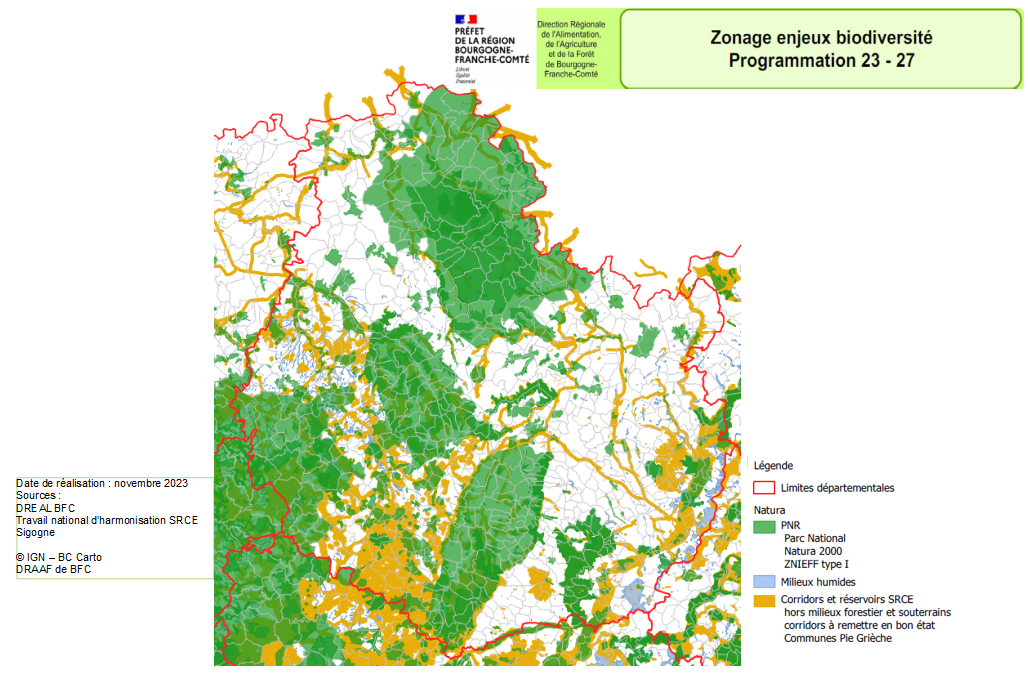 PRÉFET
DE LA RÉGION
BOURGOGNE-
FRANCHE-COMTÉ
Liberté
Égalité
Fraternité
Direction Régionale
de l'Alimentation,
de l'Agriculture
et de la Forêt
de Bourgogne-
Franche-Comté
Zonage enjeux biodiversité
Programmation 23 - 27
Date de réalisation : novembre 2023
Sources :
DREAL BFC
Travail national d'harmonisation SRCE
Sigogne
© IGN – BC Carto
DRAAF de BFC
Légende
Limites départementales
Natura
PNR
Parc National
Natura 2000
ZNIEFF type I
Milieux humides
Corridors et réservoirs SRCE
hors milieu forestier et souterrains
corridors à remettre en bon état
Communes Pie Grièche